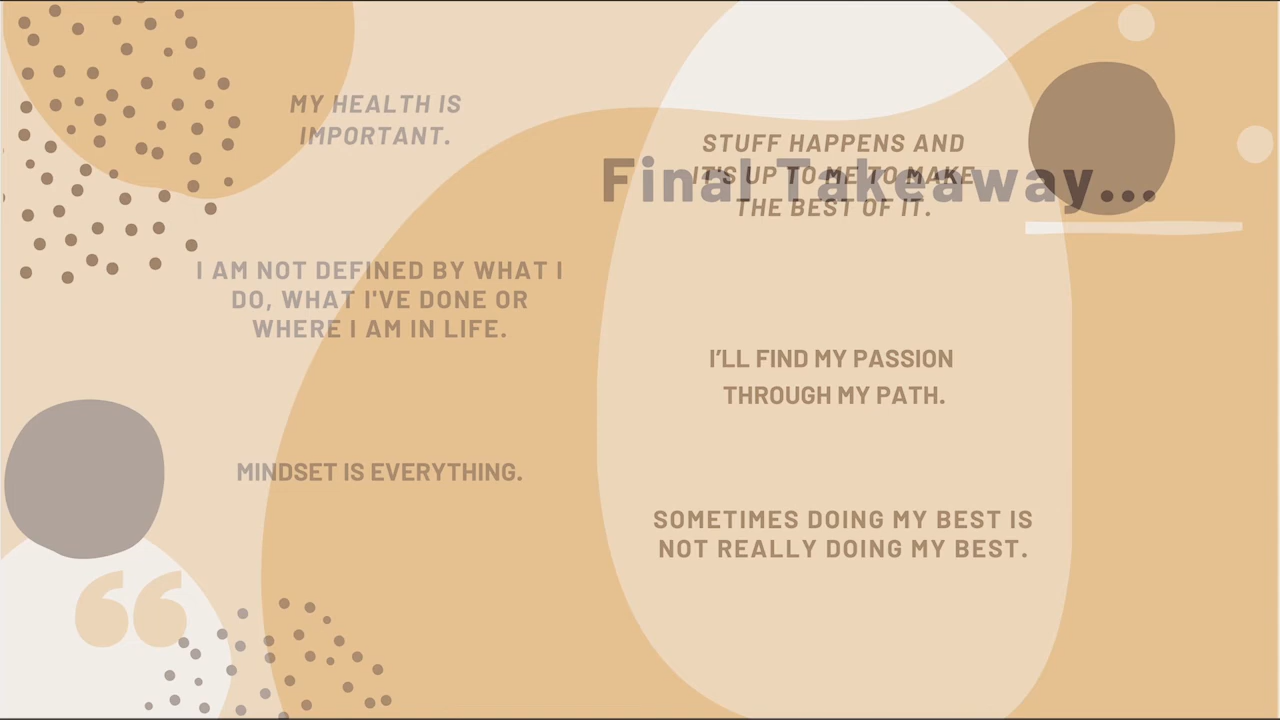 MY HEALTH IS
IMPORTANT.
I AM NOT DEFINED BY WHAT I
DO, WHAT I'VE DONE OR
WHERE I AM IN LIFE.
MINDSET IS EVERYTHING.
Final Takeaway...
STUFF HAPPENS AND
IT'S UP TO ME TO MAKE
THE BEST OF IT.
I’LL FIND MY PASSION
THROUGH MY PATH.
SOMETIMES DOING MY BEST IS
NOT REALLY DOING MY BEST.